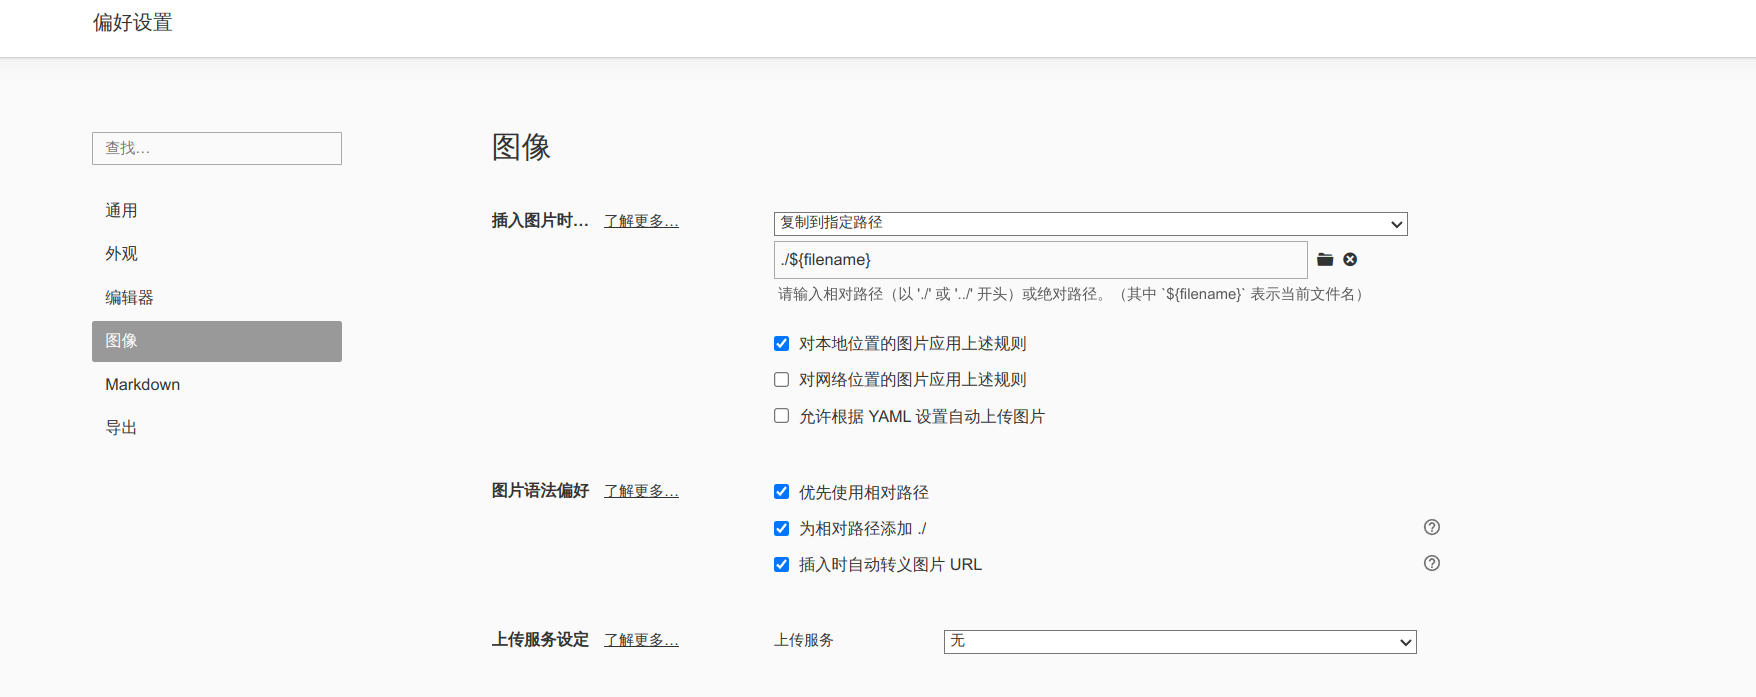 偏好设置
查找…
通用
外观
编辑器
图像
Markdown
导出
图像
插入图片时… 了解更多… 复制到指定路径
./${filename}
请输入相对路径（以 './' 或 '../' 开头）或绝对路径。（其中 `${filename}` 表示当前文件名）
对本地位置的图片应用上述规则
对网络位置的图片应用上述规则
允许根据 YAML 设置自动上传图片
图片语法偏好 了解更多… 优先使用相对路径
为相对路径添加 ./
插入时自动转义图片 URL
上传服务设定 了解更多… 上传服务 无